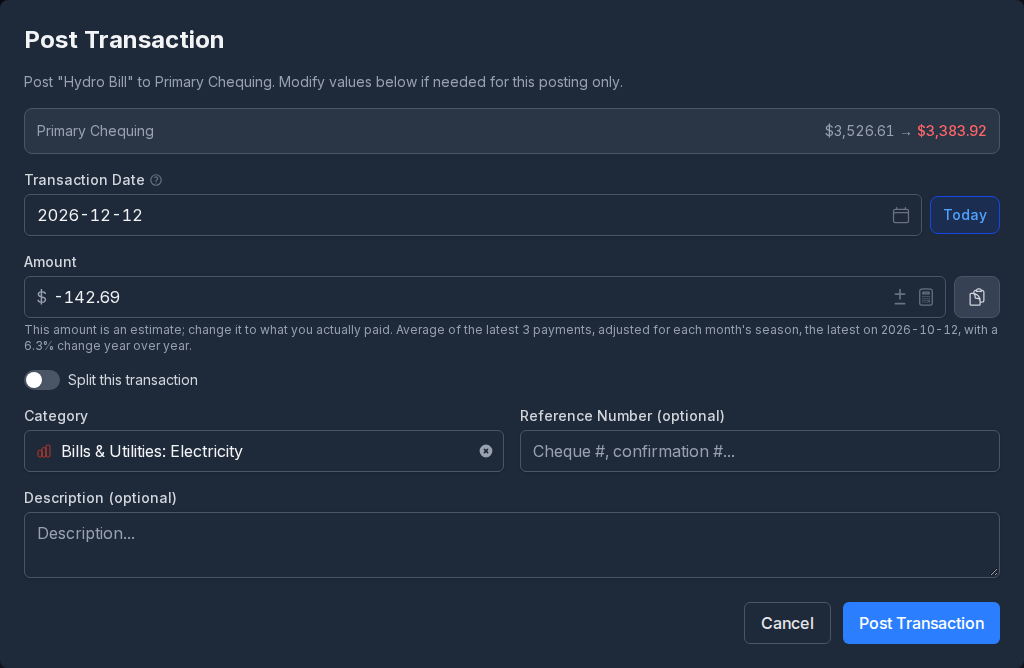 Post Transaction
Post "Hydro Bill" to Primary Chequing. Modify values below if needed for this posting only.
Primary Chequing $3,526.61 → $3,383.92
Transaction Date
2026-12-12 Today
Amount
$ -142.69
This amount is an estimate; change it to what you actually paid. Average of the latest 3 payments, adjusted for each month's season, the latest on 2026-10-12, with a
6.3% change year over year.
Split this transaction
Category Reference Number (optional)
Bills & Utilities: Electricity Cheque #, confirmation #...
Description (optional)
Description...
Cancel Post Transaction